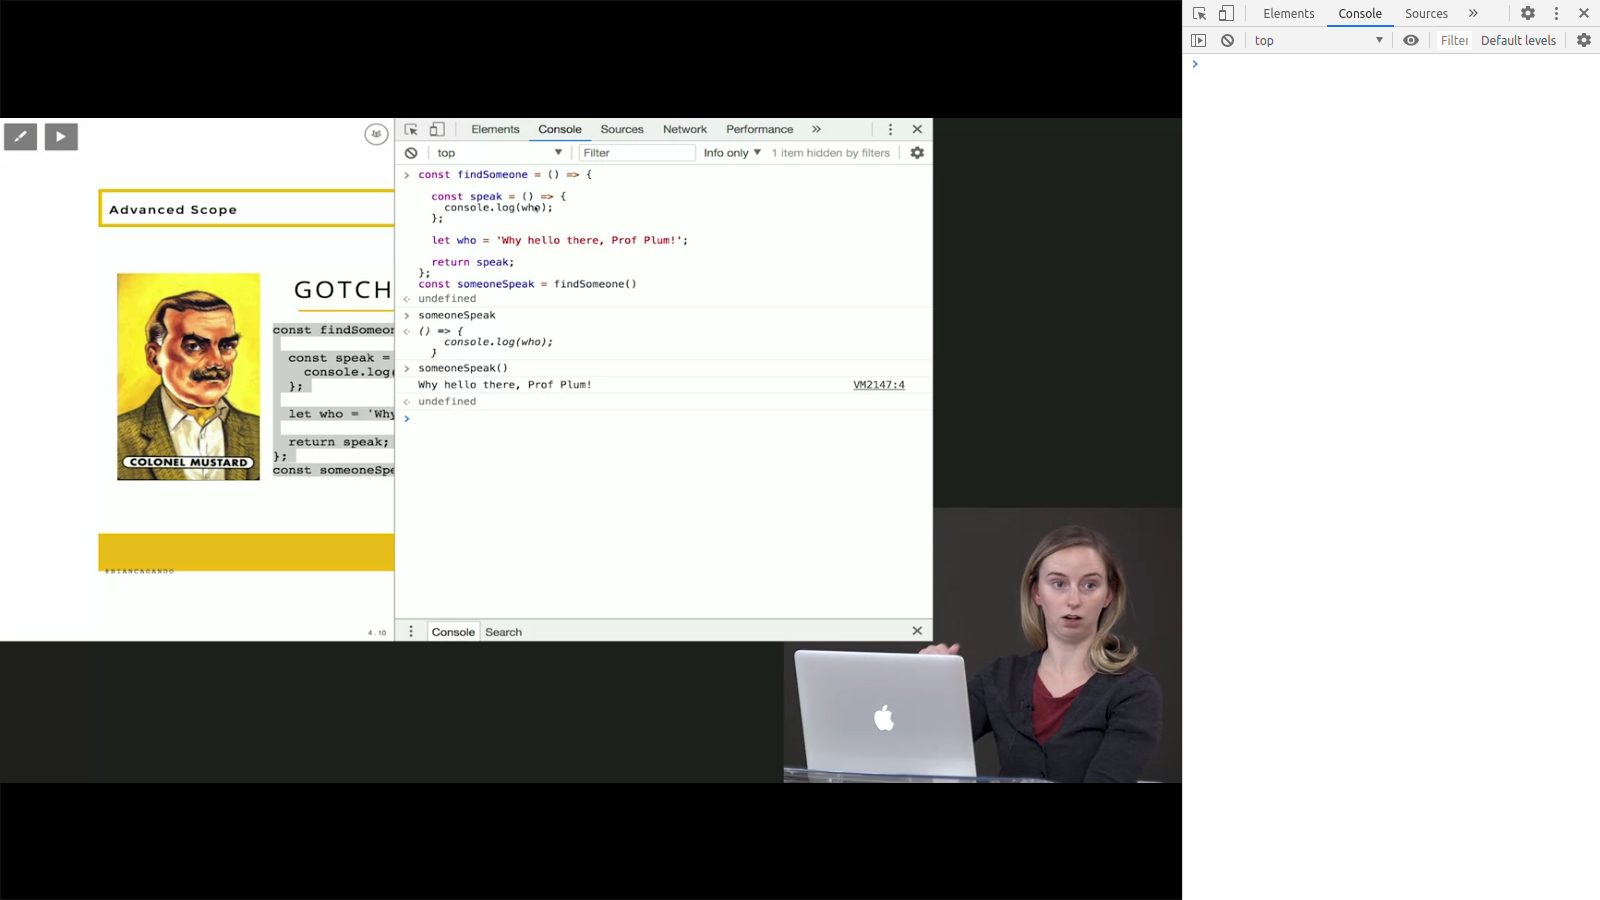 Elements Console Sources
top Filter Default levels
Elements Console Sources Network Performance
top Filter Info only 1 item hidden by filters
Advanced Scope
GOTCH
COLONEL MUSTARD
const findSomeon
const speak =
console.log(
};
let who = 'Why
return speak;
};
const someoneSpe
#BIANCAGANDO
4.10
const findSomeone = () => {
const speak = () => {
console.log(who);
};
let who = 'Why hello there, Prof Plum!';
return speak;
};
const someoneSpeak = findSomeone()
undefined
someoneSpeak
() => {
console.log(who);
}
someoneSpeak()
Why hello there, Prof Plum! VM2147:4
undefined
Console Search